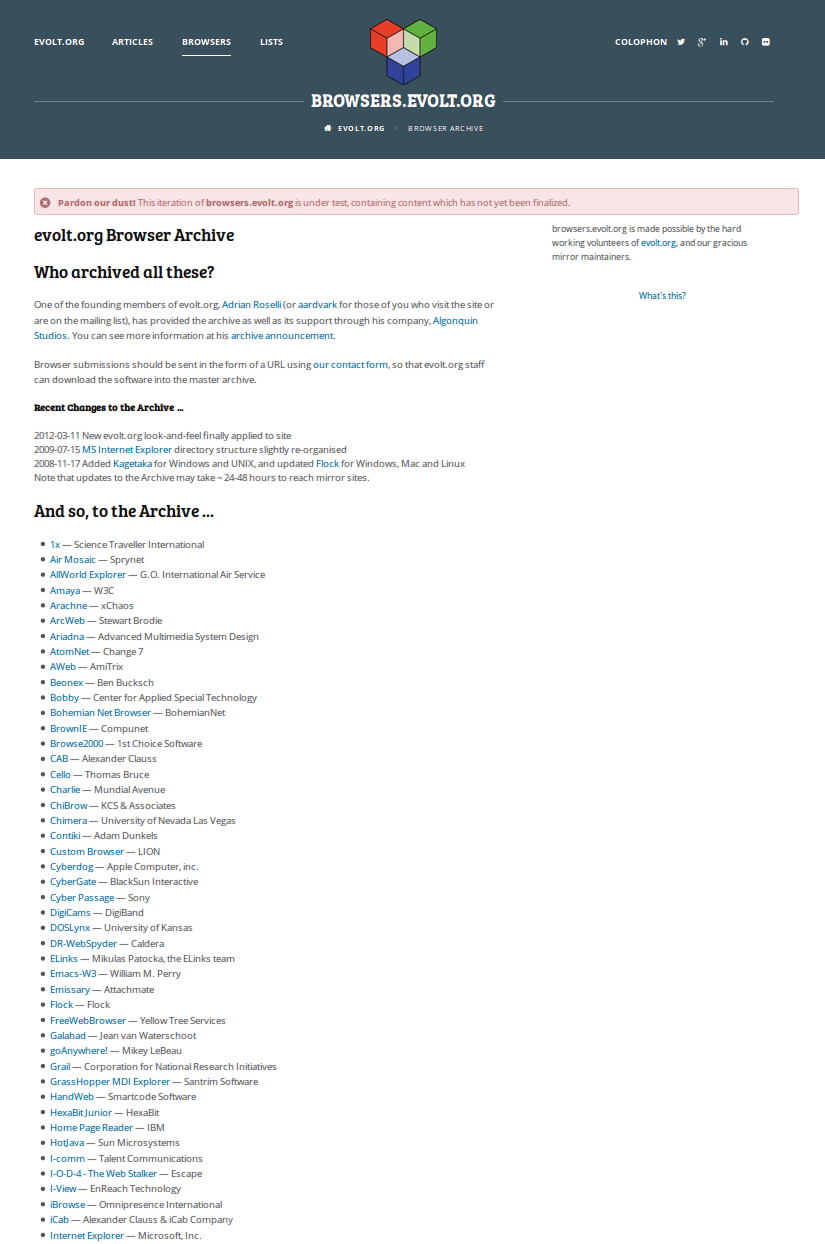 EVOLT.ORG ARTICLES BROWSERS LISTS COLOPHON
BROWSERS.EVOLT.ORG
EVOLT.ORG > BROWSER ARCHIVE
Pardon our dust! This iteration of browsers.evolt.org is under test, containing content which has not yet been finalized.
evolt.org Browser Archive
Who archived all these?
One of the founding members of evolt.org, Adrian Roselli (or aardvark for those of you who visit the site or
are on the mailing list), has provided the archive as well as its support through his company, Algonquin
Studios. You can see more information at his archive announcement.
Browser submissions should be sent in the form of a URL using our contact form, so that evolt.org staff
can download the software into the master archive.
Recent Changes to the Archive ...
2012-03-11 New evolt.org look-and-feel finally applied to site
2009-07-15 MS Internet Explorer directory structure slightly re-organised
2008-11-17 Added Kagetaka for Windows and UNIX, and updated Flock for Windows, Mac and Linux
Note that updates to the Archive may take ~ 24-48 hours to reach mirror sites.
And so, to the Archive ...
1x — Science Traveller International
Air Mosaic — Sprynet
AllWorld Explorer — G.O. International Air Service
Amaya — W3C
Arachne — xChaos
ArcWeb — Stewart Brodie
Ariadna — Advanced Multimedia System Design
AtomNet — Change 7
AWeb — AmiTrix
Beonex — Ben Bucksch
Bobby — Center for Applied Special Technology
Bohemian Net Browser — BohemianNet
BrownIE — Compunet
Browse2000 — 1st Choice Software
CAB — Alexander Clauss
Cello — Thomas Bruce
Charlie — Mundial Avenue
ChiBrow — KCS & Associates
Chimera — University of Nevada Las Vegas
Contiki — Adam Dunkels
Custom Browser — LION
Cyberdog — Apple Computer, inc.
CyberGate — BlackSun Interactive
Cyber Passage — Sony
DigiCams — DigiBand
DOSLynx — University of Kansas
DR-WebSpyder — Caldera
ELinks — Mikulas Patocka, the ELinks team
Emacs-W3 — William M. Perry
Emissary — Attachmate
Flock — Flock
FreeWebBrowser — Yellow Tree Services
Galahad — Jean van Waterschoot
goAnywhere! — Mikey LeBeau
Grail — Corporation for National Research Initiatives
GrassHopper MDI Explorer — Santrim Software
HandWeb — Smartcode Software
HexaBit Junior — HexaBit
Home Page Reader — IBM
HotJava — Sun Microsystems
I-comm — Talent Communications
I-O-D-4 - The Web Stalker — Escape
I-View — EnReach Technology
iBrowse — Omnipresence International
iCab — Alexander Clauss & iCab Company
Internet Explorer — Microsoft, Inc.
browsers.evolt.org is made possible by the hard
working volunteers of evolt.org, and our gracious
mirror maintainers.
What's this?